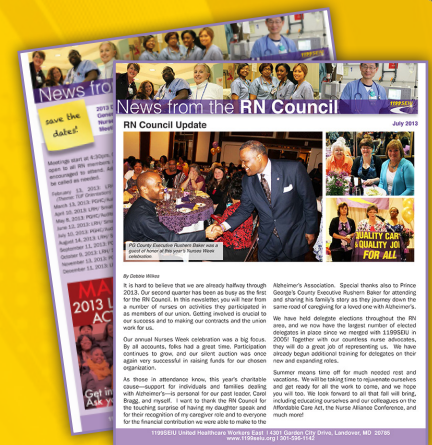 News from the RN Council
1199SEIU
RN Council Update
July 2013
PG County Executive Rushern Baker was a
guest of honor at this year's Nurses Week
celebration.
QUALITY CARE
& QUALITY JOBS
FOR ALL
By Debbie Wilkes
It is hard to believe that we are already halfway through
2013. Our second quarter has been as busy as the first
for the RN Council. In this newsletter, you will hear from
a number of nurses on activities they participated in
as members of our union. Getting involved is crucial to
our success and to making our contracts and the union
work for us.
Our annual Nurses Week celebration was a big focus.
By all accounts, folks had a great time. Participation
continues to grow, and our silent auction was once
again very successful in raising funds for our chosen
organization.
As those in attendance know, this year's charitable
cause—support for individuals and families dealing
with Alzheimer's—is personal for our past leader, Carol
Bragg, and myself. I want to thank the RN Council for
the touching surprise of having my daughter speak and
for their recognition of my caregiver role and to everyone
for the financial contribution we were able to make to the
Alzheimer's Association. Special thanks also to Prince
George's County Executive Rushern Baker for attending
and sharing his family's story as they journey down the
same road of caregiving for a loved one with Alzheimer's.
We have held delegate elections throughout the RN
area, and we now have the largest number of elected
delegates in place since we merged with 1199SEIU in
2005! Together with our countless nurse advocates,
they will do a great job of representing us. We have
already begun additional training for delegates on their
new and expanding roles.
Summer means time off for much needed rest and
vacations. We will be taking time to rejuvenate ourselves
and get ready for all the work to come, and we hope
you will too. We look forward to all that fall will bring,
including educating ourselves and our colleagues on the
Affordable Care Act, the Nurse Alliance Conference, and
much more!
1199SEIU United Healthcare Workers East | 4301 Garden City Drive, Landover, MD 20785
www.1199seiu.org | 301-596-1142
News fro
save the
dates!
2013
Meetings start at 4:30pm,
open to all RN members
encouraged to attend. Ad
be called as needed.
February 13, 2013:
March 13, 2013:
April 10, 2013:
May 8, 2013:
June 12, 2013:
July 10, 2013:
August 14, 2013:
September 11, 2013:
October 9, 2013:
November 13, 2013:
December 11, 2013:
MA
2013 L
AC
Get in
Ask y